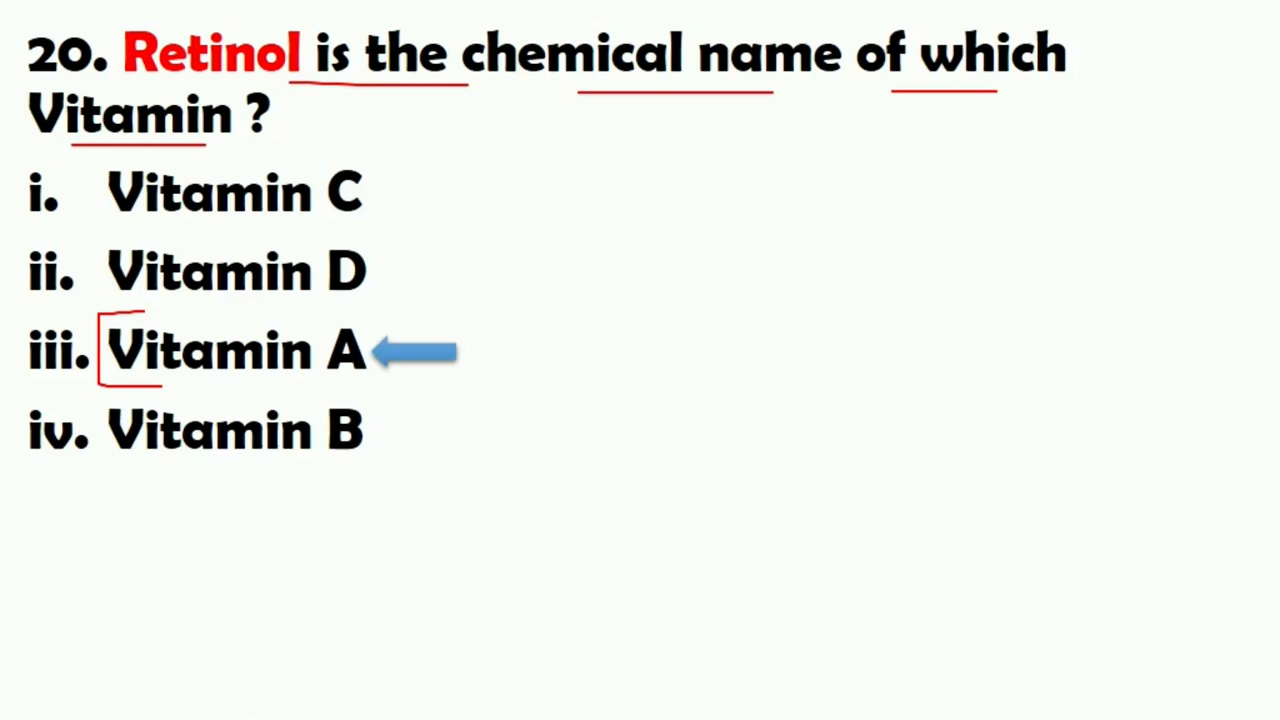 20. Retinol is the chemical name of which
Vitamin ?
i. Vitamin C
ii. Vitamin D
iii. Vitamin A
iv. Vitamin B